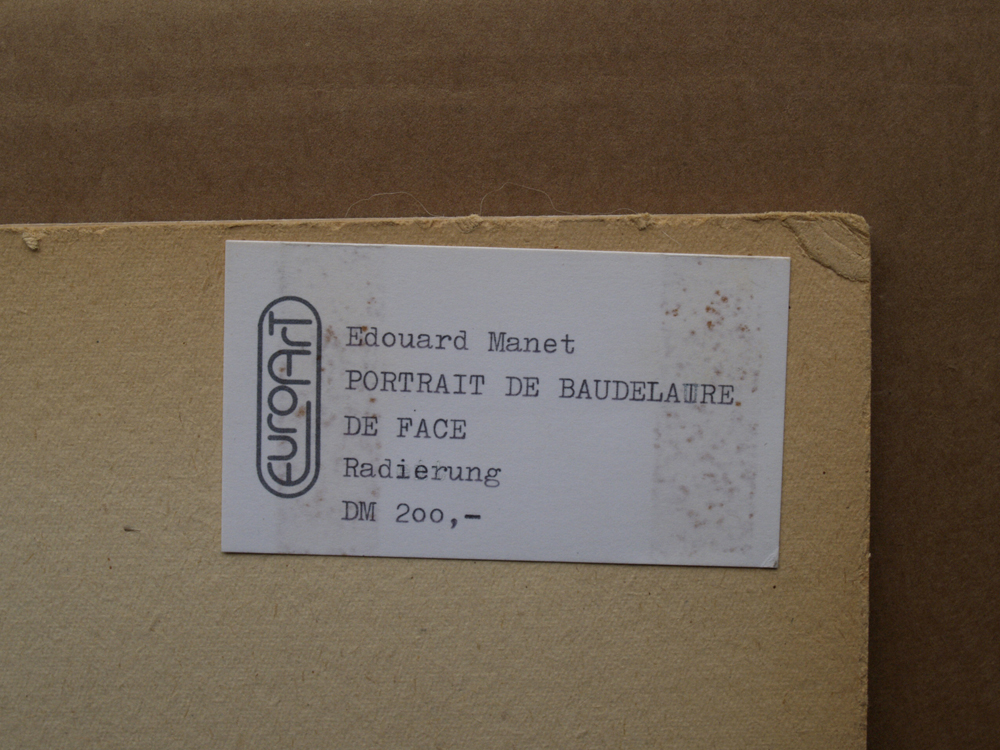 EUROART
Edouard Manet
PORTRAIT DE BAUDELAIRE
DE FACE
Radierung
DM 2oo,-